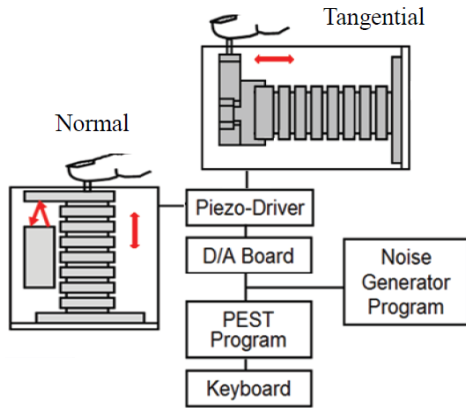 Tangential
Normal
Piezo-Driver
D/A Board
Noise
Generator
Program
PEST
Program
Keyboard